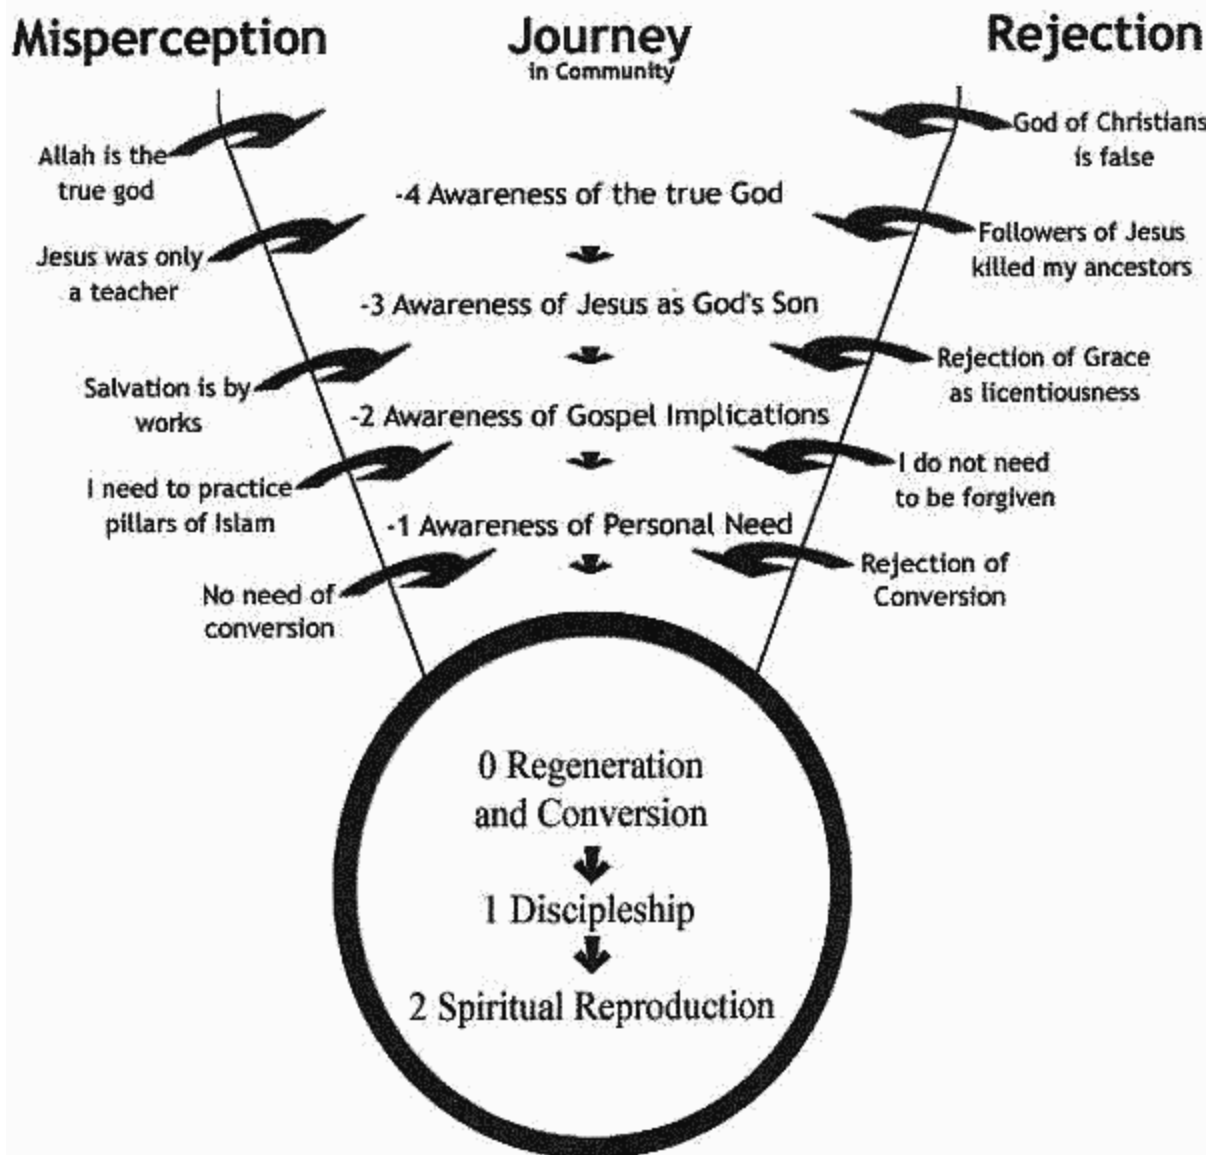 Misperception
Journey
in Community
Rejection
Allah is the
true god
Jesus was only
a teacher
Salvation is by
works
I need to practice
pillars of Islam
No need of
conversion
-4 Awareness of the true God
-3 Awareness of Jesus as God's Son
-2 Awareness of Gospel Implications
-1 Awareness of Personal Need
God of Christians
is false
Followers of Jesus
killed my ancestors
Rejection of Grace
as licentiousness
I do not need
to be forgiven
Rejection of
Conversion
0 Regeneration
and Conversion
1 Discipleship
2 Spiritual Reproduction